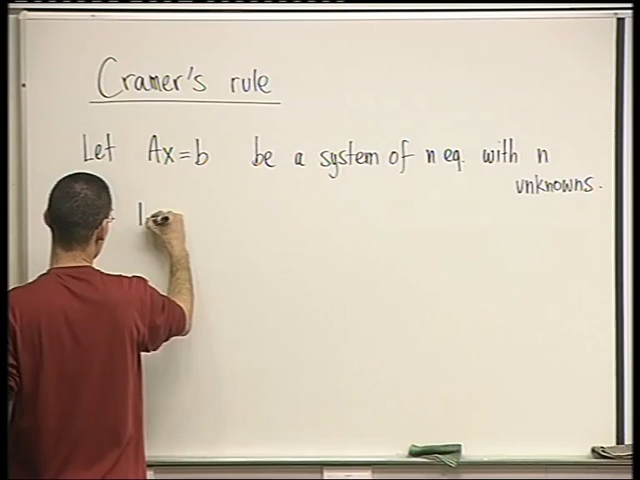 Cramer's rule
Let Ax=b be a system of n eq. with n
unknowns.
I